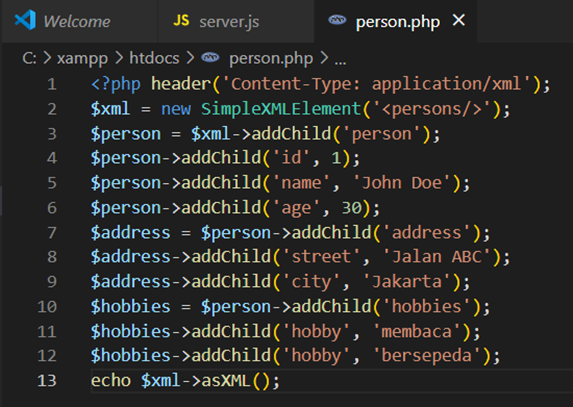 Welcome JS server.js person.php
C: > xampp > htdocs > person.php > ...
1 <?php header('Content-Type: application/xml');
2 $xml = new SimpleXMLElement('<persons/>');
3 $person = $xml->addChild('person');
4 $person->addChild('id', 1);
5 $person->addChild('name', 'John Doe');
6 $person->addChild('age', 30);
7 $address = $person->addChild('address');
8 $address->addChild('street', 'Jalan ABC');
9 $address->addChild('city', 'Jakarta');
10 $hobbies = $person->addChild('hobbies');
11 $hobbies->addChild('hobby', 'membaca');
12 $hobbies->addChild('hobby', 'bersepeda');
13 echo $xml->asXML();